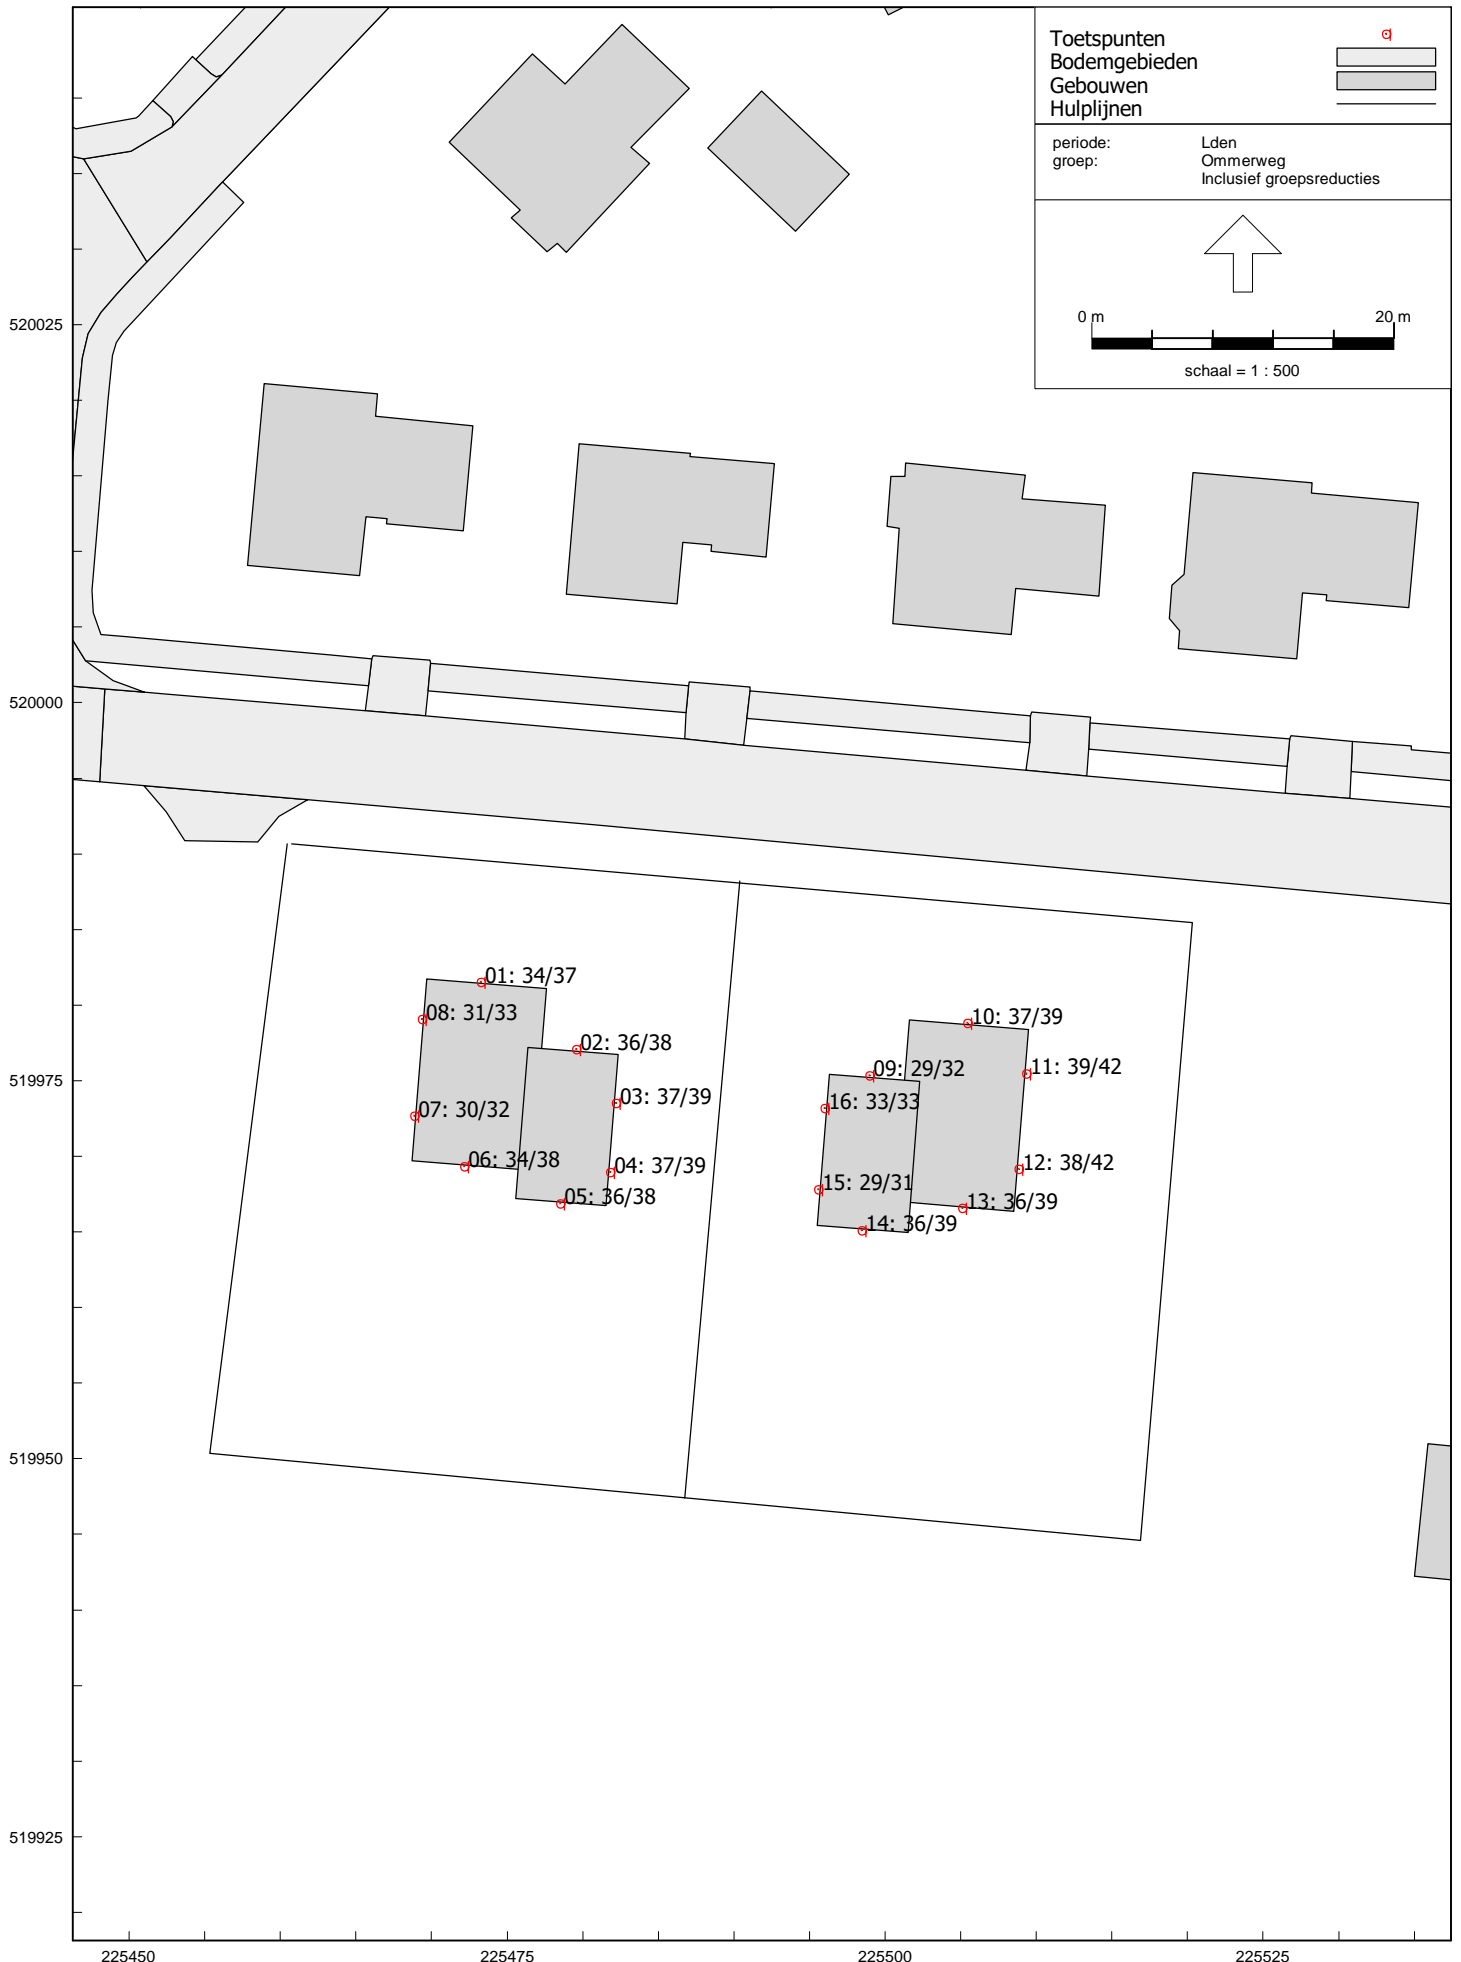 Toetspunten
Bodemgebieden
Gebouwen
Hulplijnen
periode: Lden
groep: Ommerweg
Inclusief groepsreducties
0 m 20 m
schaal = 1 : 500
520025
520000
01: 34/37
08: 31/33
02: 36/38
03: 37/39
07: 30/32
06: 34/38
04: 37/39
05: 36/38
10: 37/39
09: 29/32
11: 39/42
16: 33/33
12: 38/42
15: 29/31
13: 36/39
14: 36/39
519975
519950
519925
225450 225475 225500 225525